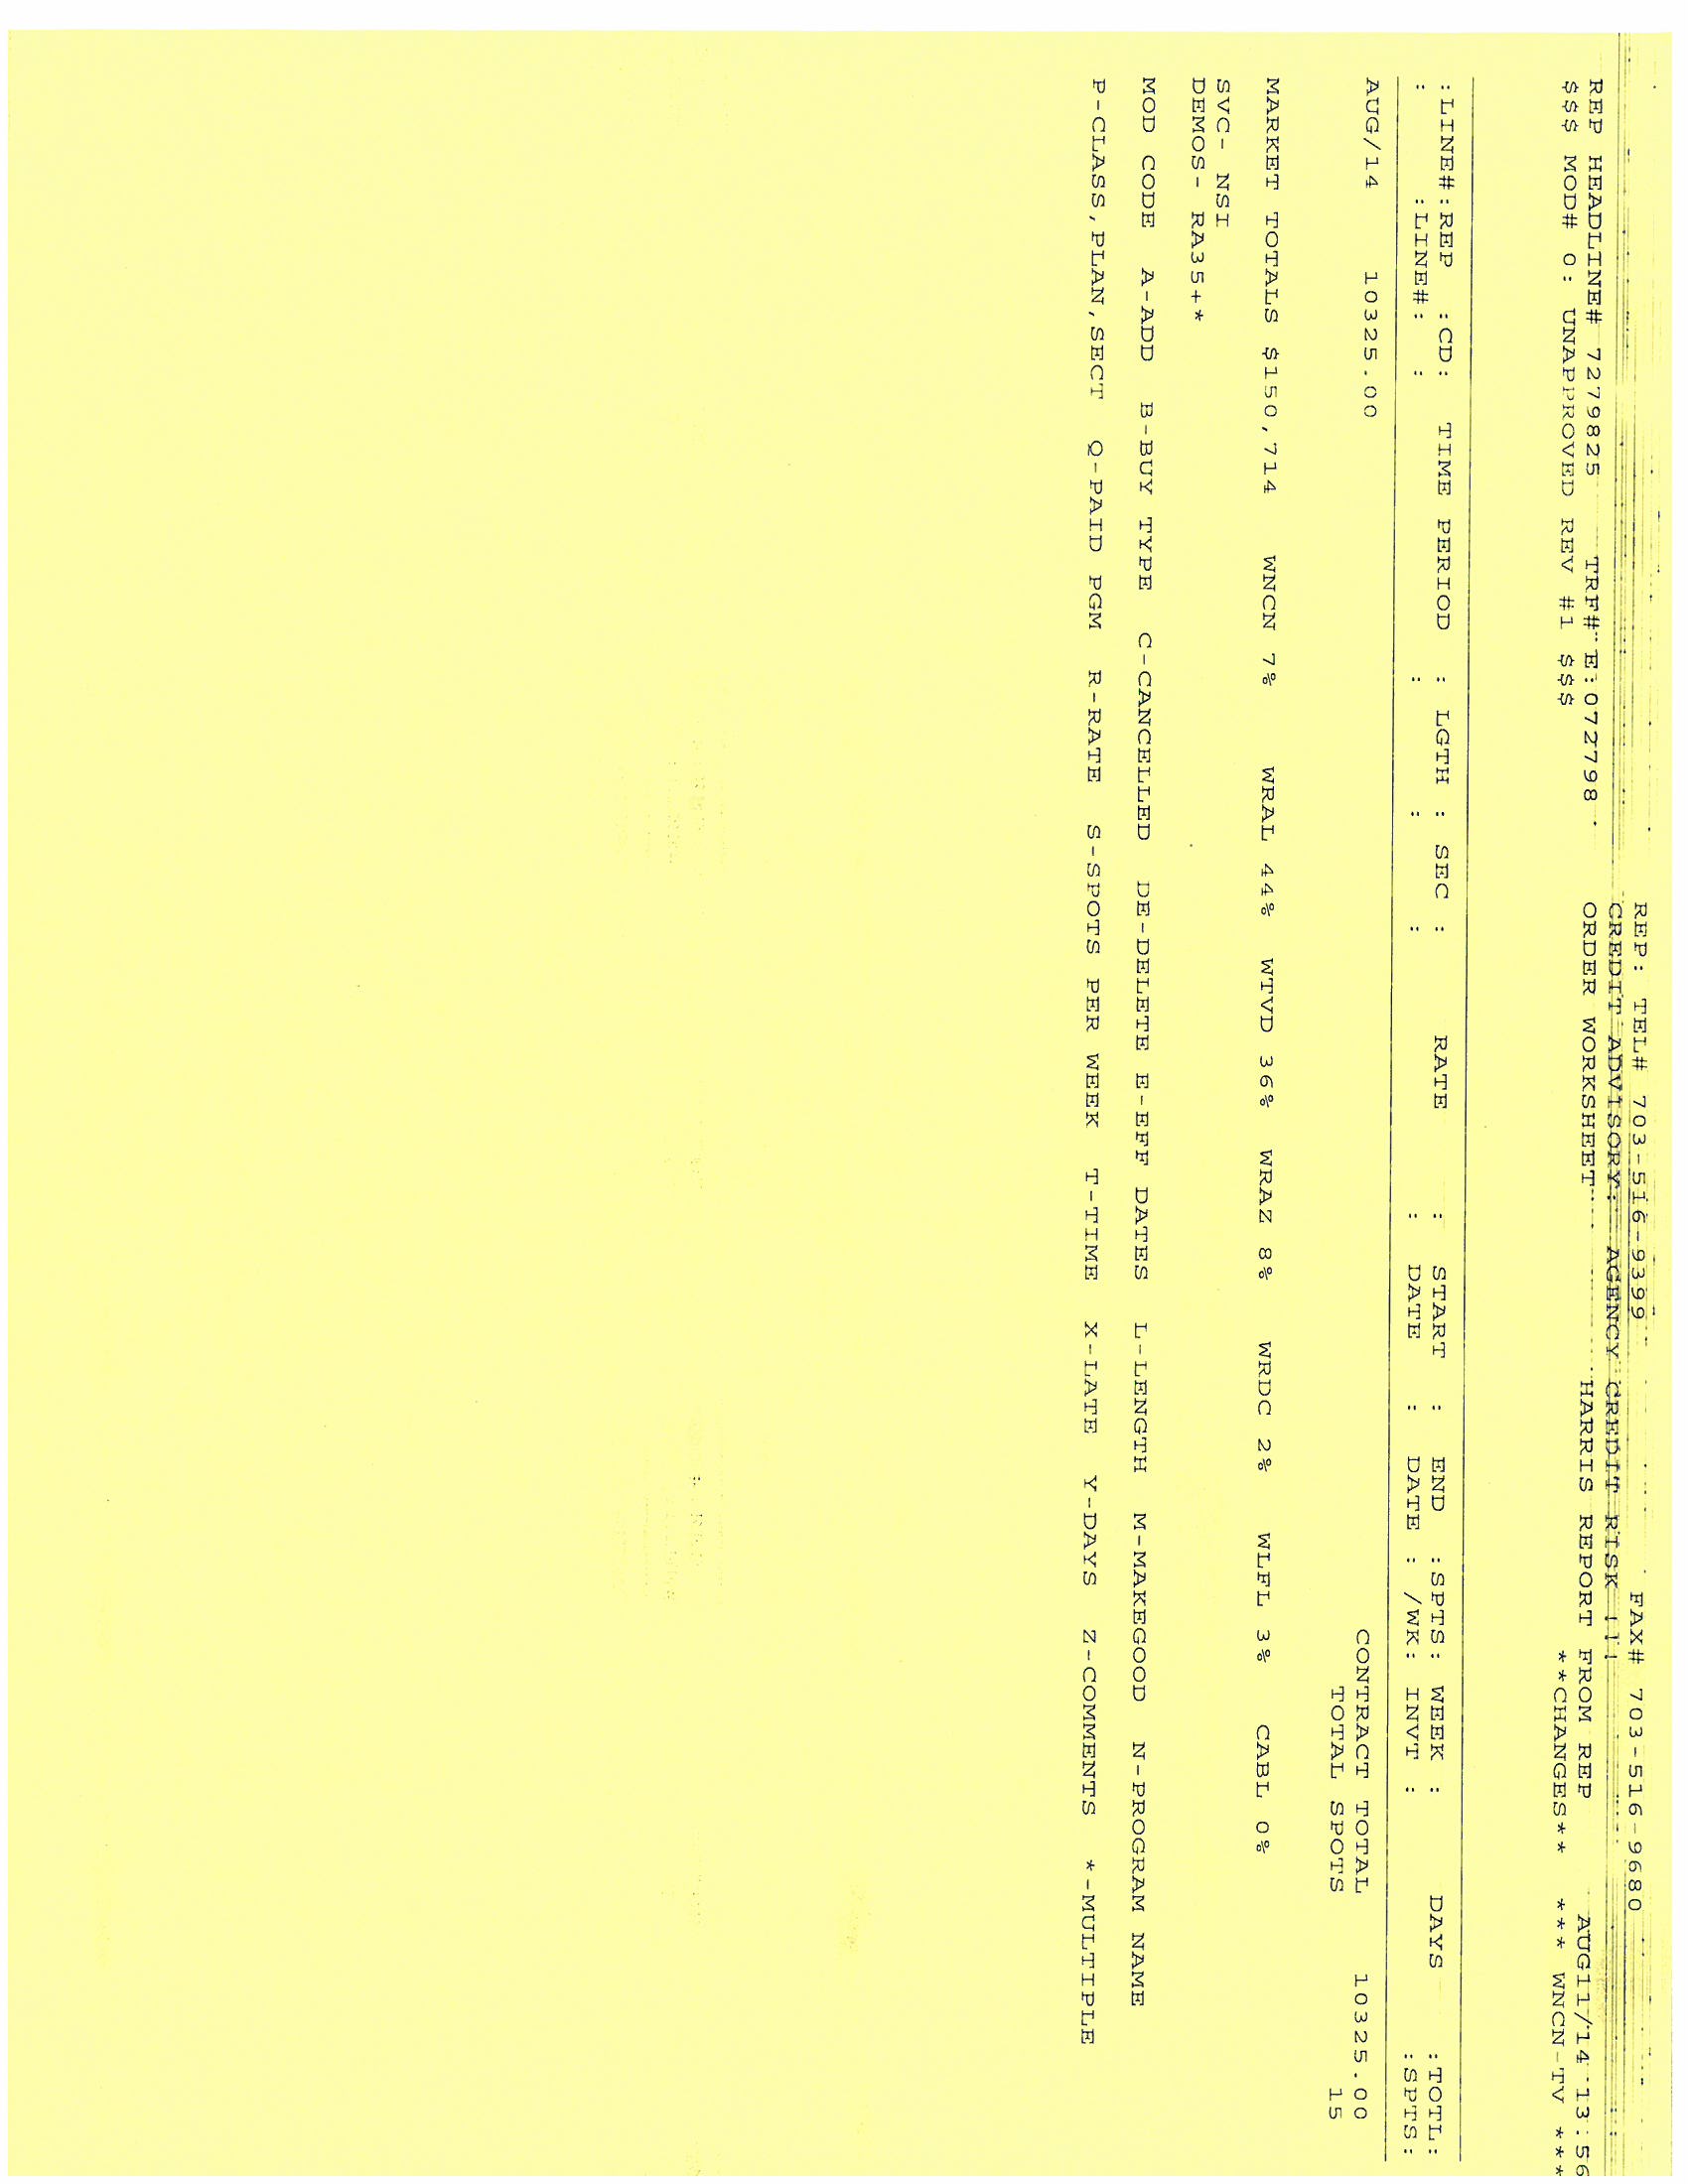 REP: TEL# 703-516-9399 FAX# 703-516-9680
CREDIT ADVISORY: AGENCY CREDIT RISK !!!
REP HEADLINE# 7279825 TRF# E:072798 ORDER WORKSHEET HARRIS REPORT FROM REP AUG11/14 13:56
$$$ MOD# 0: UNAPPROVED REV #1 $$$ **CHANGES** *** WNCN-TV ***
:LINE#:REP :CD: TIME PERIOD : LGTH : SEC : RATE : START : END :SPTS: WEEK : DAYS :TOTL:
: :LINE#: : : : : : DATE : DATE : /WK: INVT : :SPTS:
AUG/14 10325.00 CONTRACT TOTAL 10325.00
TOTAL SPOTS 15
MARKET TOTALS $150,714 WNCN 7% WRAL 44% WTVD 36% WRAZ 8% WRDC 2% WLFL 3% CABL 0%
SVC- NSI
DEMOS- RA35+*
MOD CODE A-ADD B-BUY TYPE C-CANCELLED DE-DELETE E-EFF DATES L-LENGTH M-MAKEGOOD N-PROGRAM NAME
P-CLASS,PLAN,SECT Q-PAID PGM R-RATE S-SPOTS PER WEEK T-TIME X-LATE Y-DAYS Z-COMMENTS *-MULTIPLE